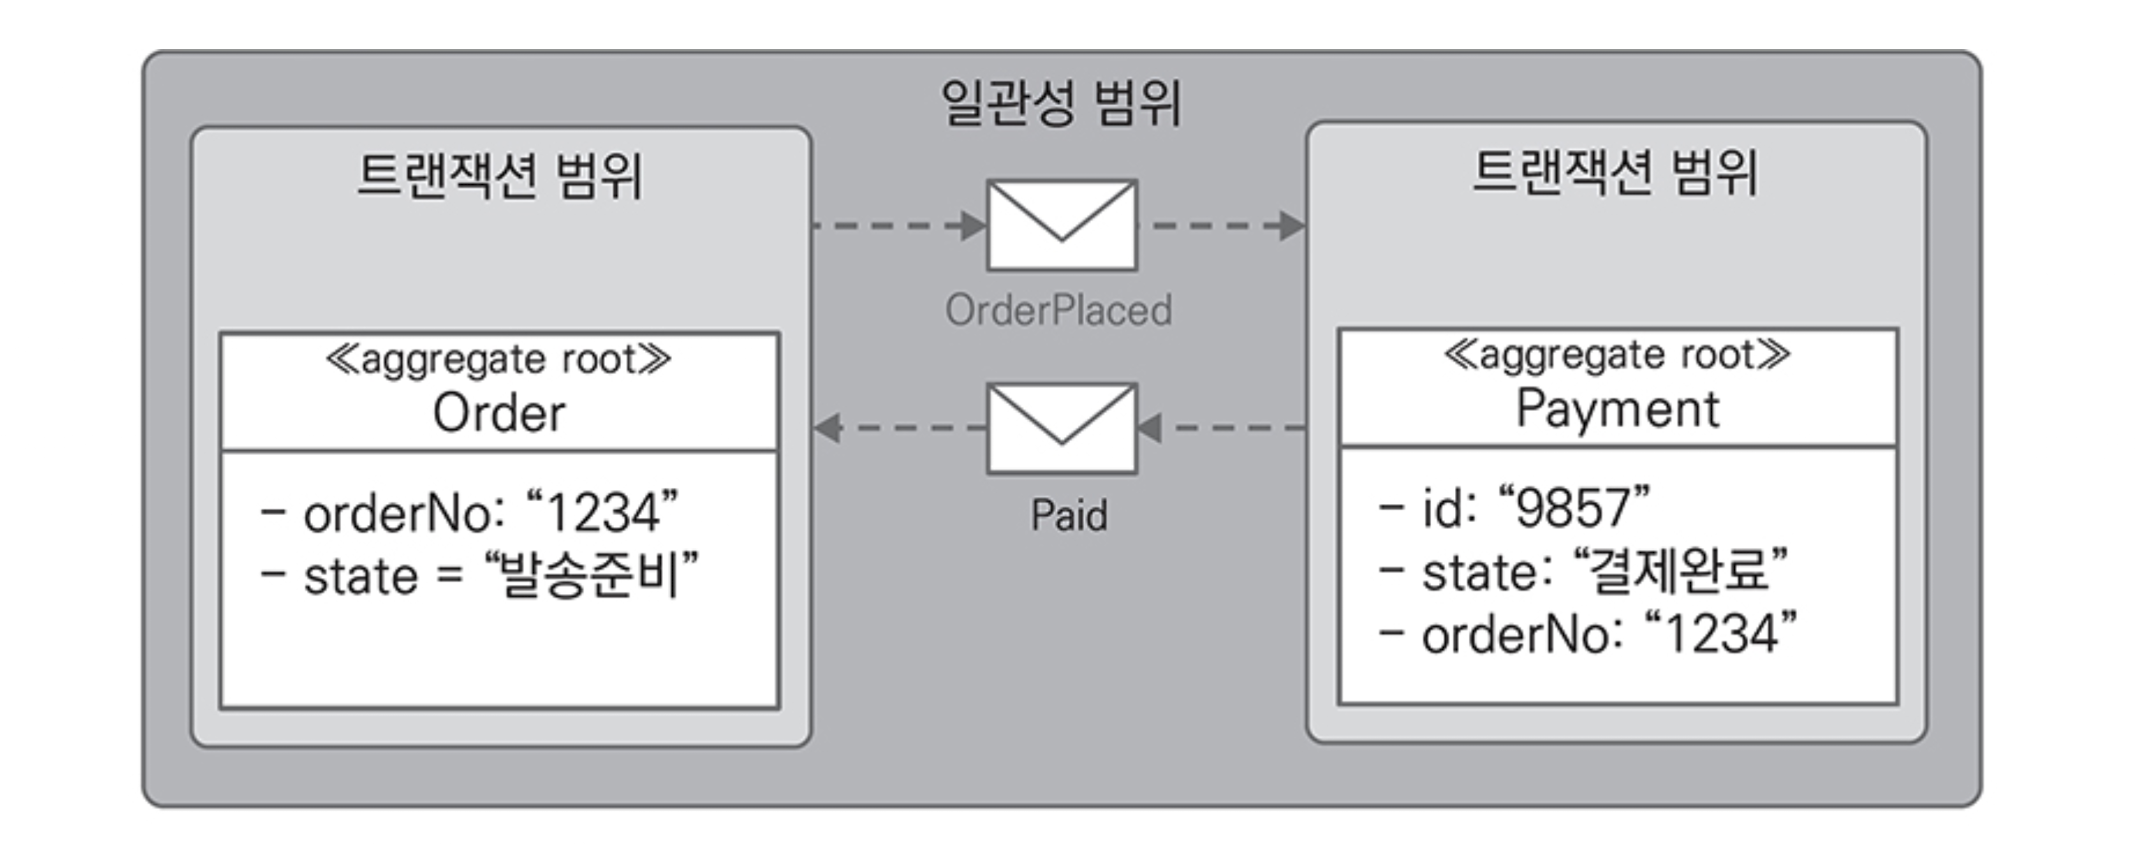 일관성 범위
트랜잭션 범위
≪aggregate root≫
Order
- orderNo: “1234”
- state = “발송준비”
OrderPlaced
Paid
트랜잭션 범위
≪aggregate root≫
Payment
- id: “9857”
- state: “결제완료”
- orderNo: “1234”